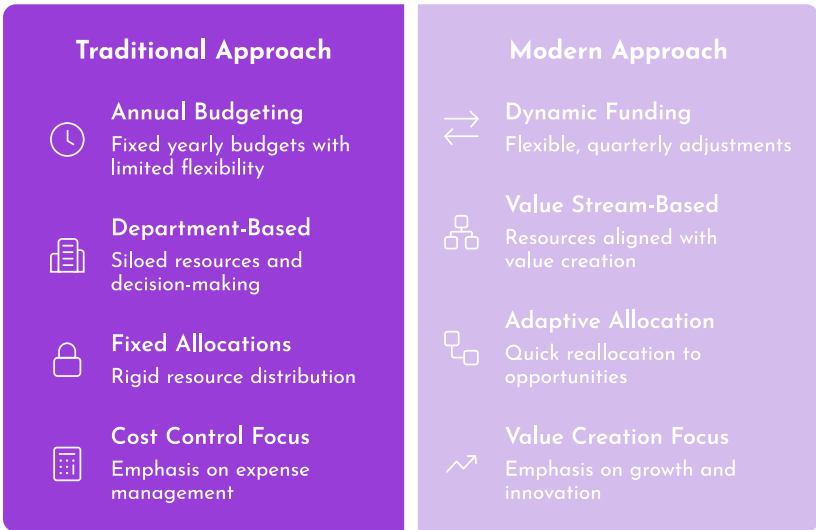 Traditional Approach
Annual Budgeting
Fixed yearly budgets with
limited flexibility
Department-Based
Siloed resources and
decision-making
Fixed Allocations
Rigid resource distribution
Cost Control Focus
Emphasis on expense
management
Modern Approach
Dynamic Funding
Flexible, quarterly adjustments
Value Stream-Based
Resources aligned with
value creation
Adaptive Allocation
Quick reallocation to
opportunities
Value Creation Focus
Emphasis on growth and
innovation